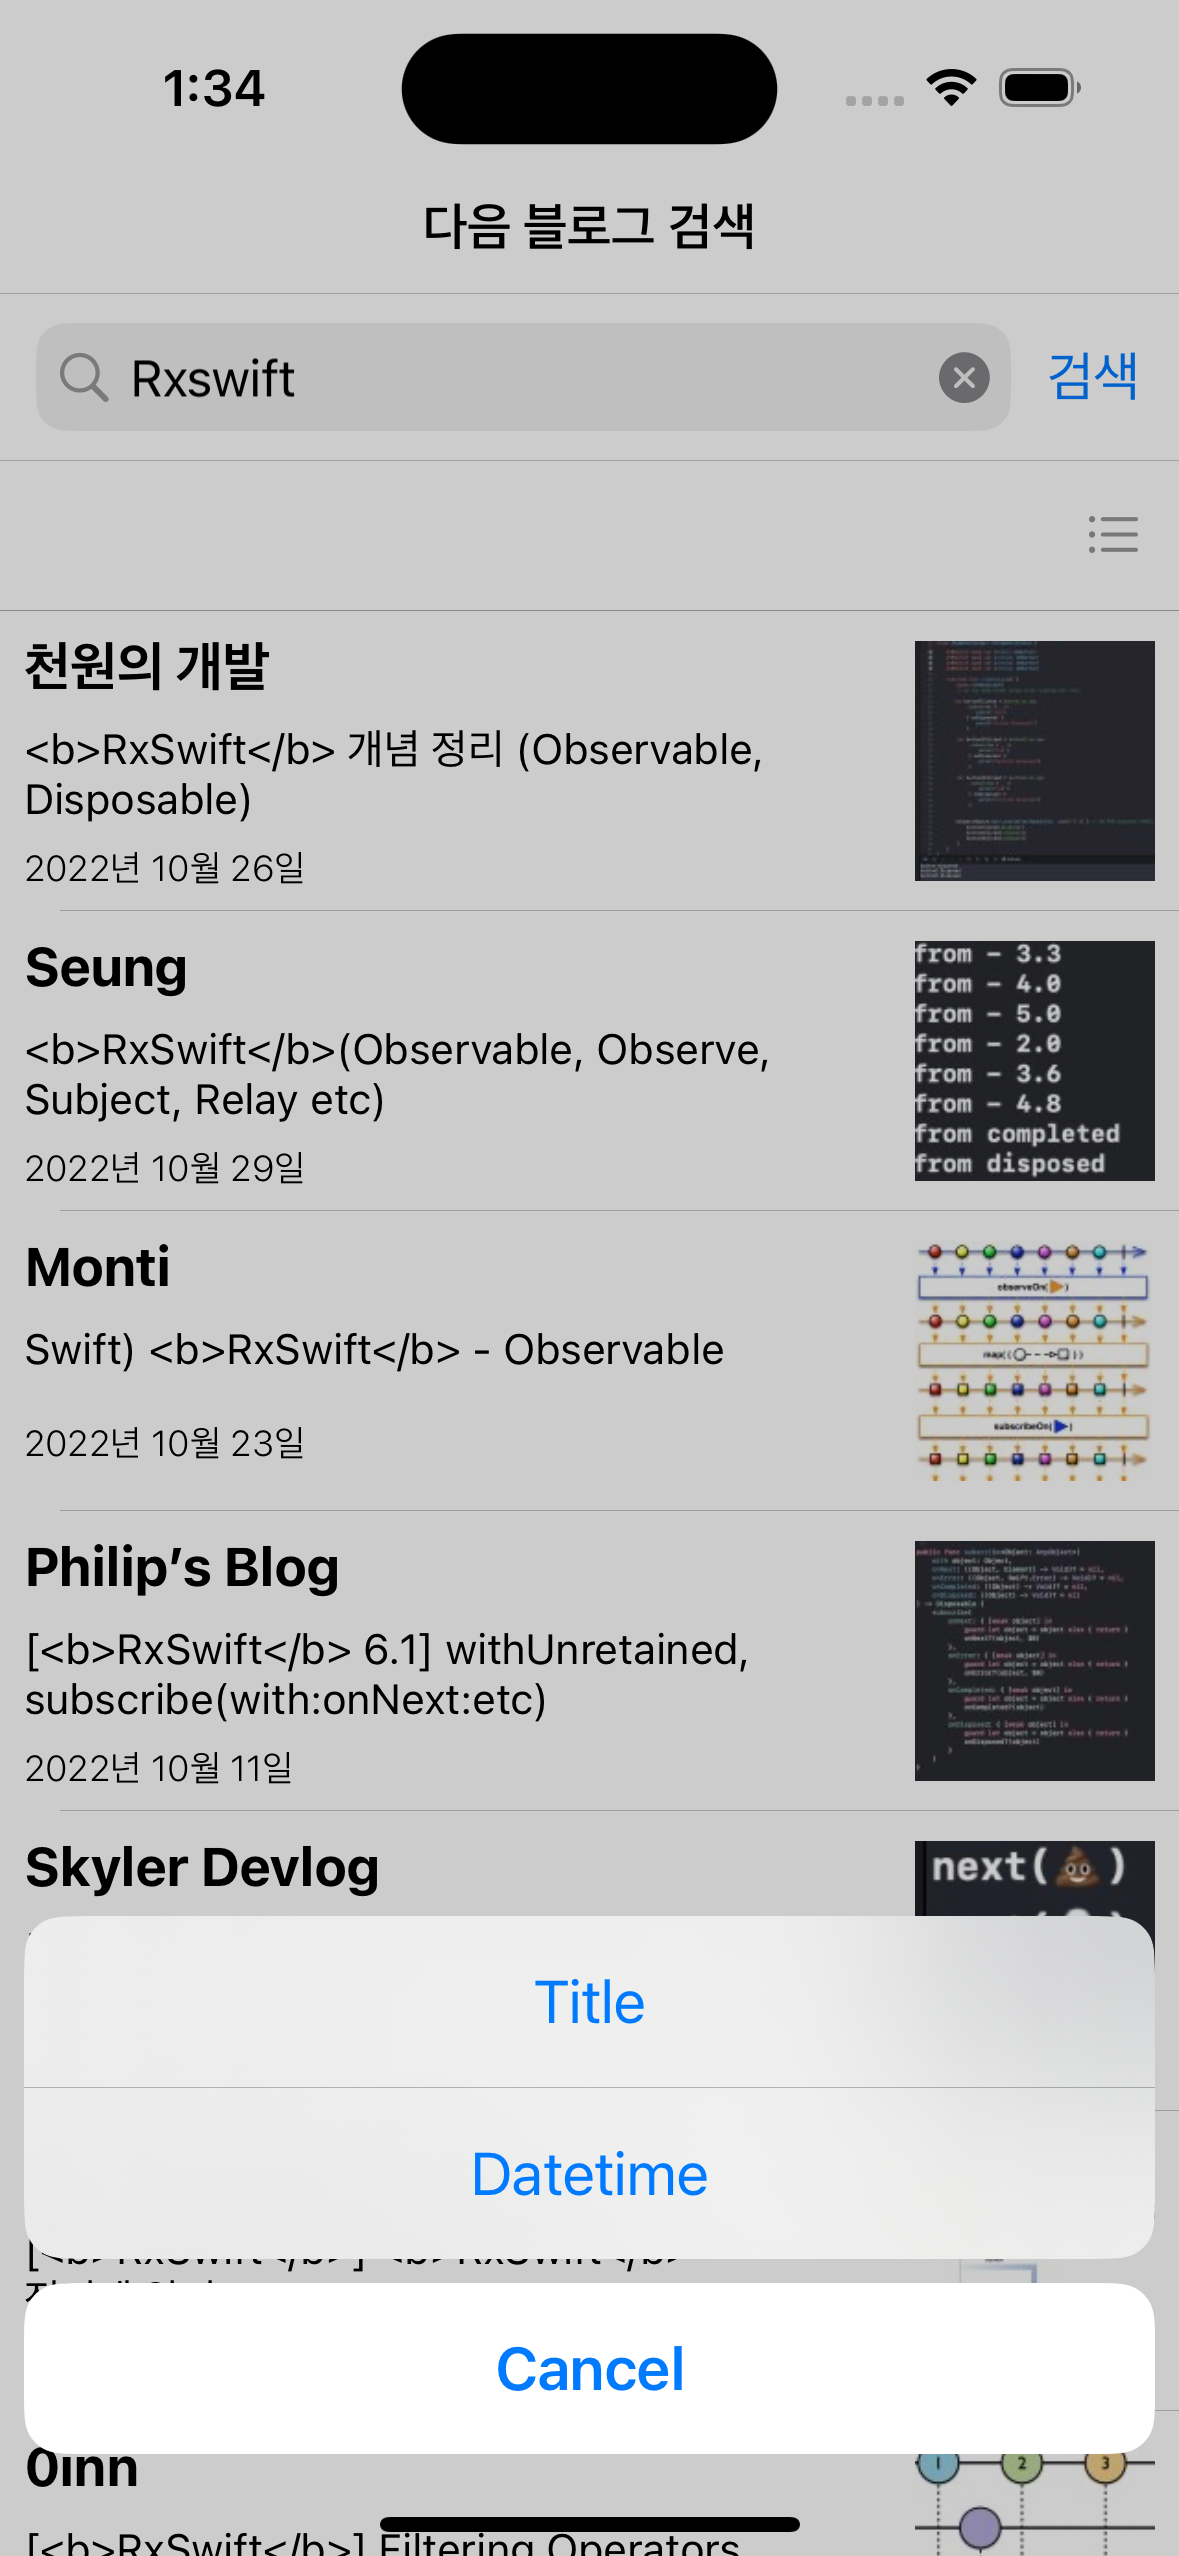 1:34
다음 블로그 검색
Rxswift
검색
천원의 개발
<b>RxSwift</b> 개념 정리 (Observable,
Disposable)
2022년 10월 26일
Seung
<b>RxSwift</b>(Observable, Observe,
Subject, Relay etc)
2022년 10월 29일
from - 3.3
from - 4.0
from - 5.0
from - 2.0
from - 3.6
from - 4.8
from completed
from disposed
Monti
Swift) <b>RxSwift</b> - Observable
2022년 10월 23일
observeOn( )
map( )
subscribeOn( )
Philip’s Blog
[<b>RxSwift</b> 6.1] withUnretained,
subscribe(with:onNext:etc)
2022년 10월 11일
Skyler Devlog
next(💩)
Title
Datetime
[<b>RxSwift</b>] <b>RxSwift</b>
Cancel
0inn
1 2 3
[<b>RxSwift</b>] Filtering Operators